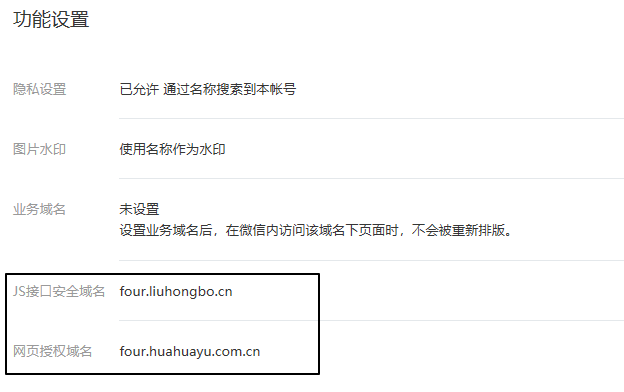 功能设置
隐私设置 已允许 通过名称搜索到本帐号
图片水印 使用名称作为水印
业务域名 未设置
设置业务域名后，在微信内访问该域名下页面时，不会被重新排版。
JS接口安全域名 four.liuhongbo.cn
网页授权域名 four.huahuayu.com.cn